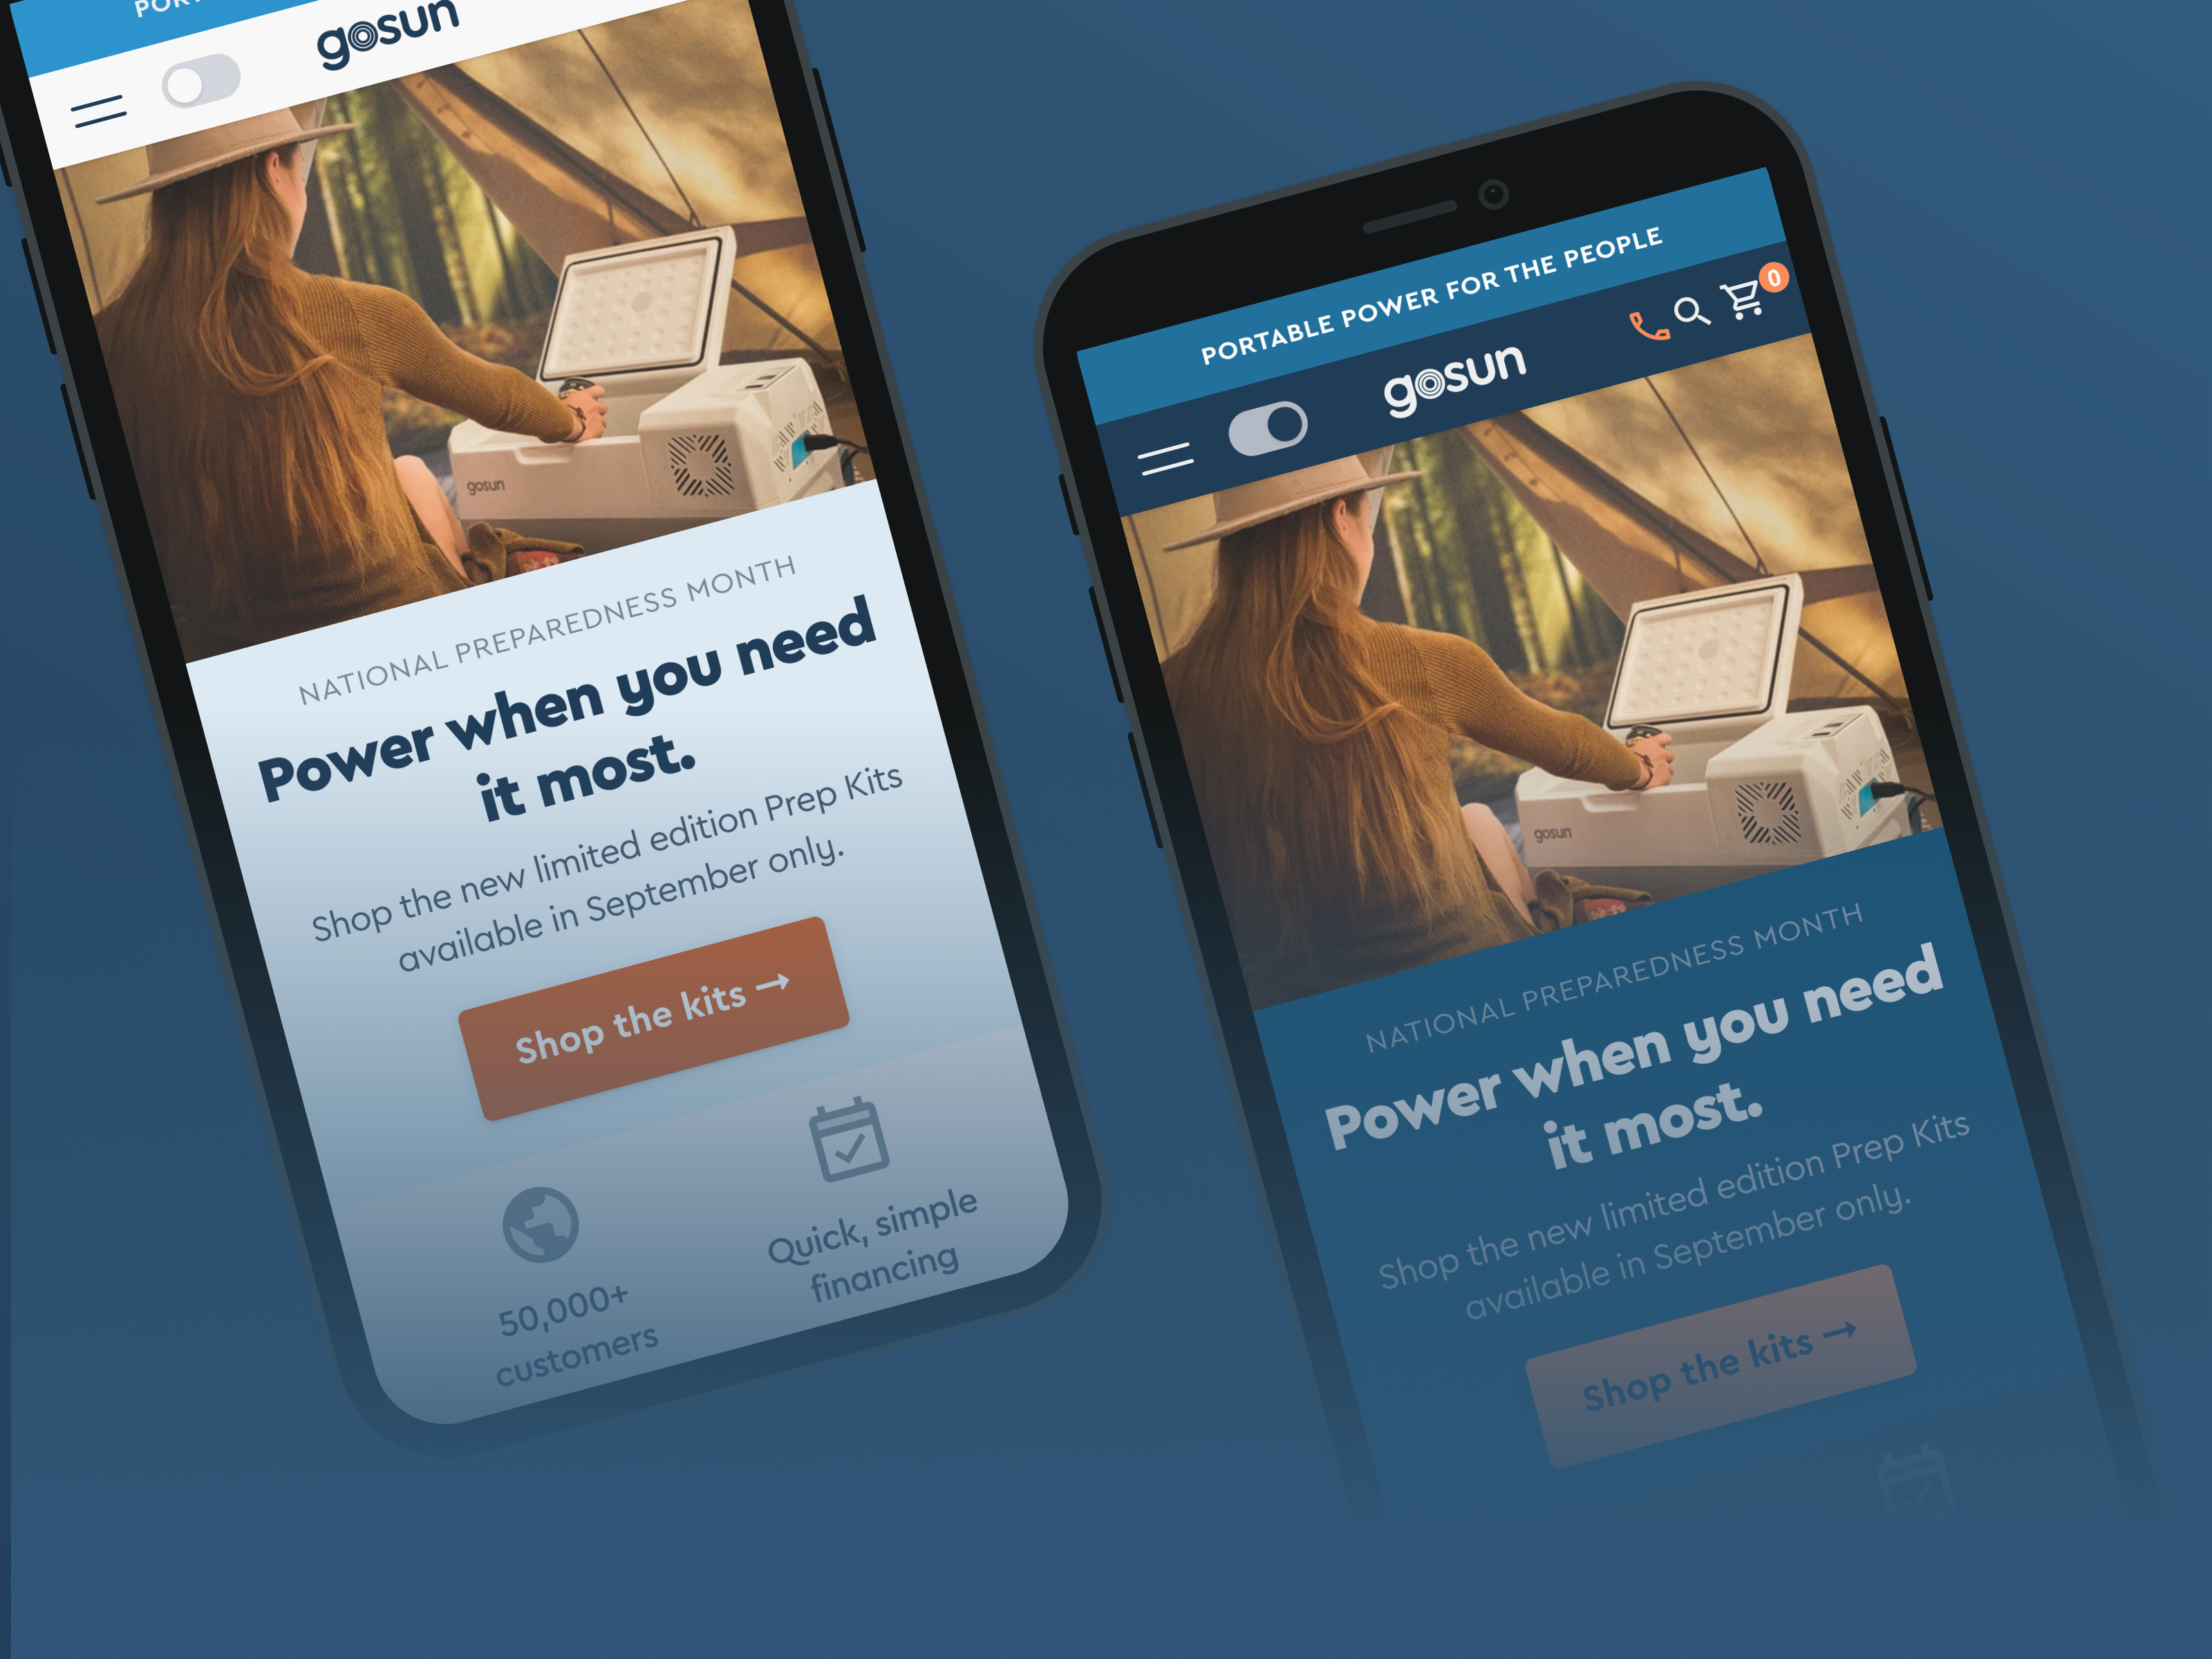 gosun
gosun
NATIONAL PREPAREDNESS MONTH
Power when you need
it most.
Shop the new limited edition Prep Kits
available in September only.
Shop the kits →
50,000+
customers
Quick, simple
financing
PORTABLE POWER FOR THE PEOPLE
gosun
0
gosun
NATIONAL PREPAREDNESS MONTH
Power when you need
it most.
Shop the new limited edition Prep Kits
available in September only.
Shop the kits →